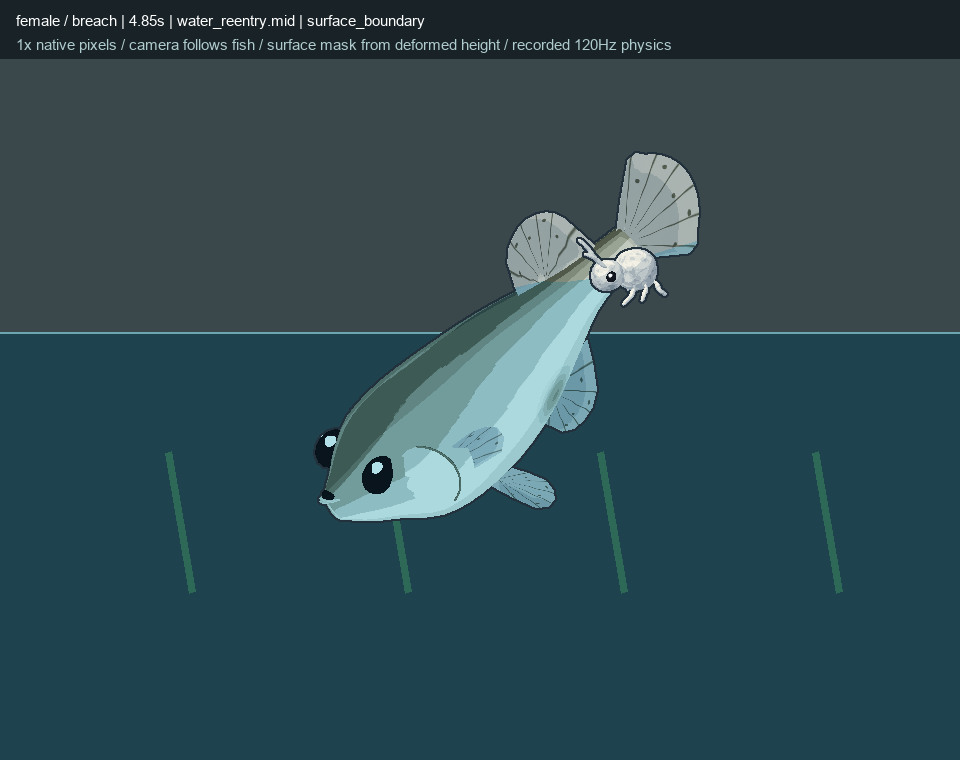 female / breach | 4.85s | water_reentry.mid | surface_boundary
1x native pixels / camera follows fish / surface mask from deformed height / recorded 120Hz physics